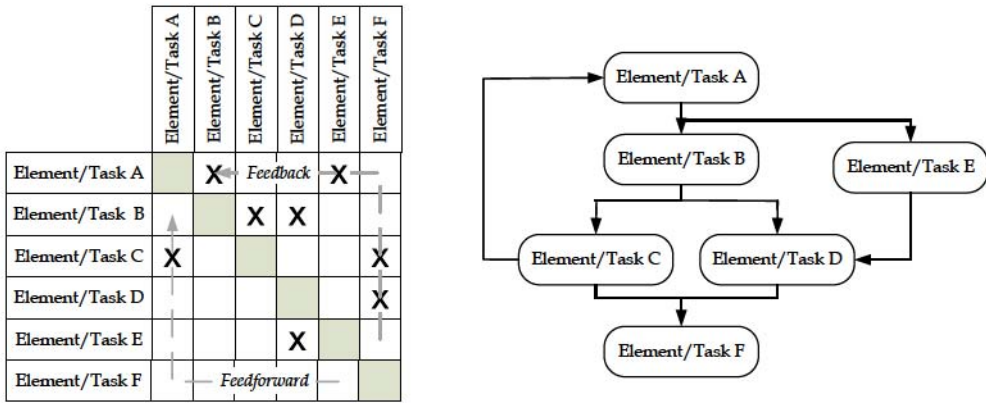 Element/Task A
Element/Task B
Element/Task C
Element/Task D
Element/Task E
Element/Task F
Element/Task A X Feedback X
Element/Task B X X
Element/Task C X X
Element/Task D X
Element/Task E X
Element/Task F Feedforward
Element/Task A
Element/Task B
Element/Task E
Element/Task C
Element/Task D
Element/Task F